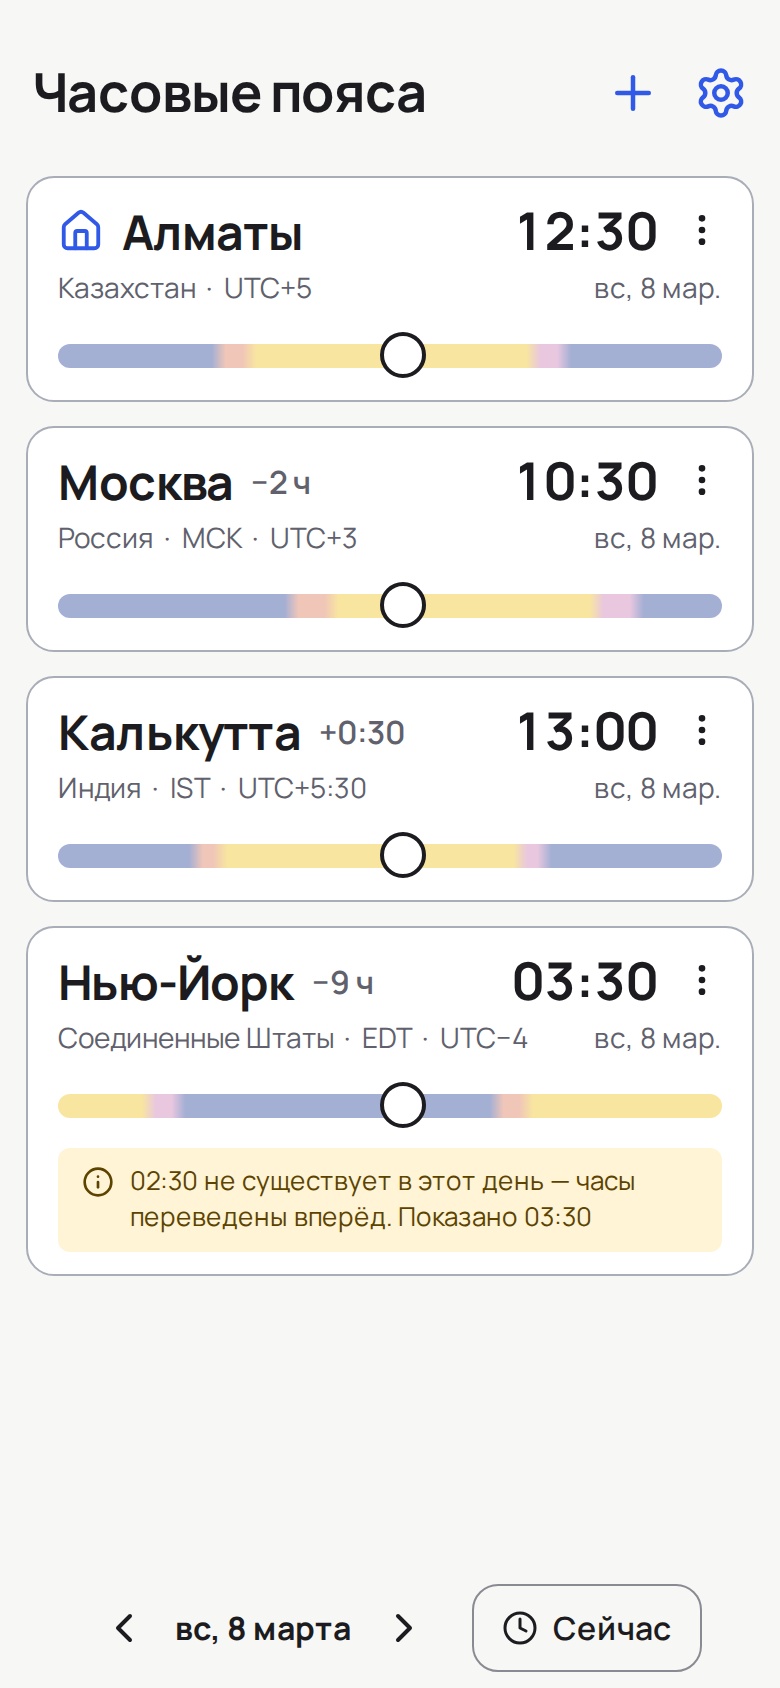 Часовые пояса
Алматы 12:30
Казахстан · UTC+5 вс, 8 мар.
Москва −2 ч 10:30
Россия · МСК · UTC+3 вс, 8 мар.
Калькутта +0:30 13:00
Индия · IST · UTC+5:30 вс, 8 мар.
Нью-Йорк −9 ч 03:30
Соединенные Штаты · EDT · UTC−4 вс, 8 мар.
02:30 не существует в этот день — часы
переведены вперёд. Показано 03:30
вс, 8 марта Сейчас